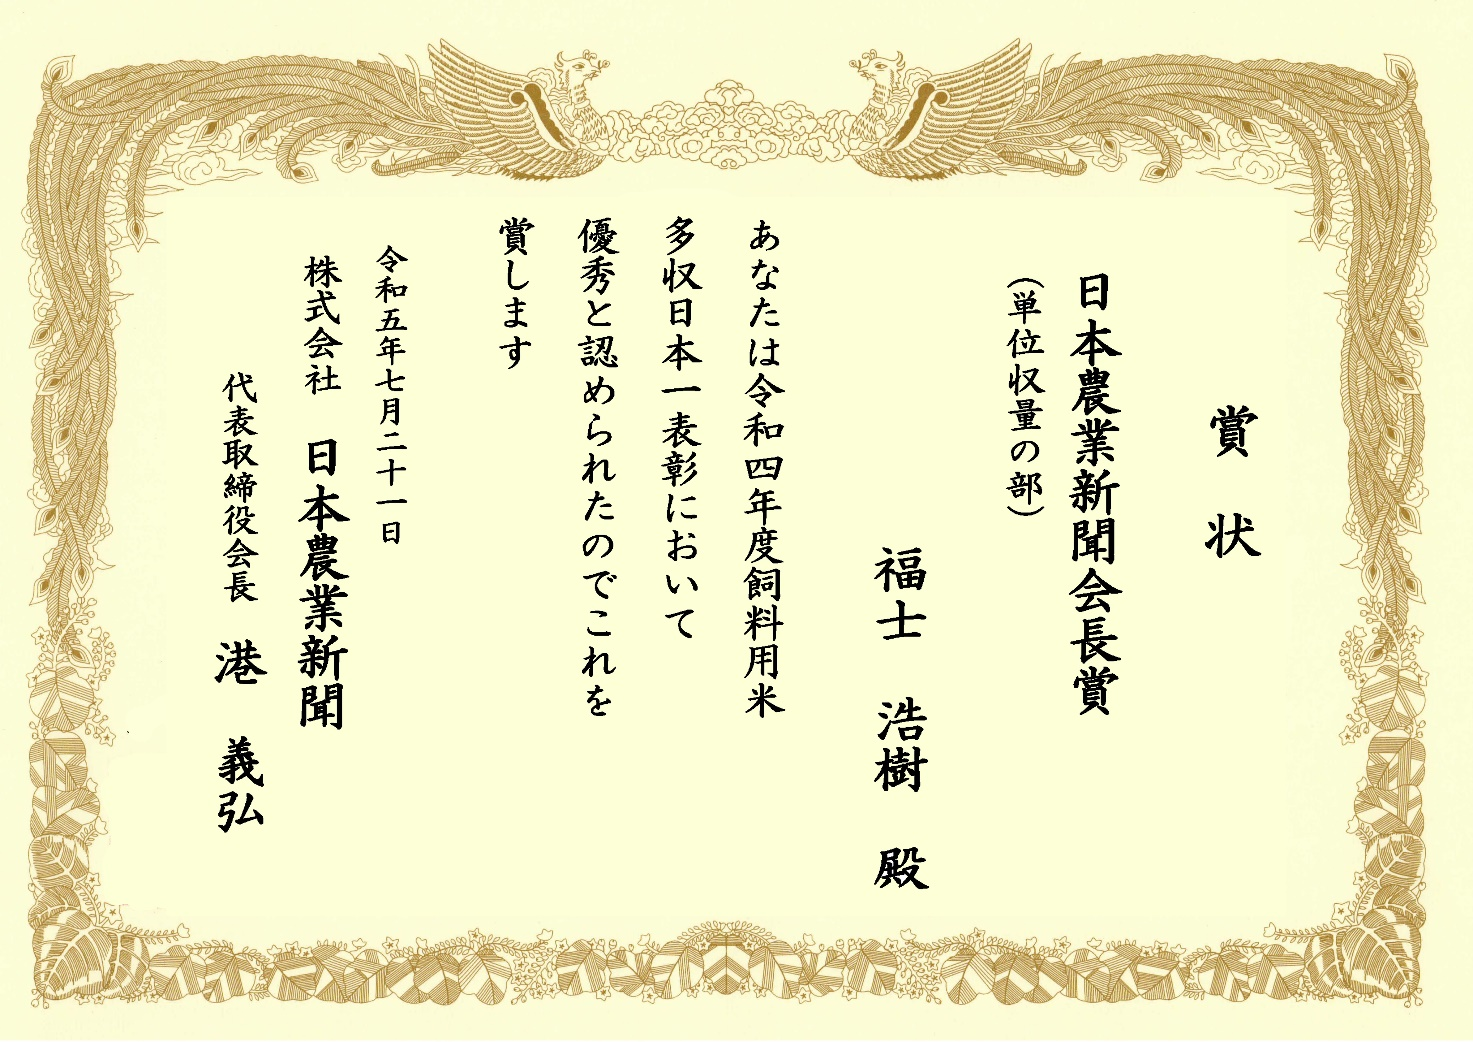 賞状
日本農業新聞会長賞
（単位収量の部）
福士 浩樹 殿
あなたは令和四年度飼料用米
多収日本一表彰において
優秀と認められたのでこれを
賞します
令和五年七月二十一日
株式会社 日本農業新聞
代表取締役会長 港 義弘